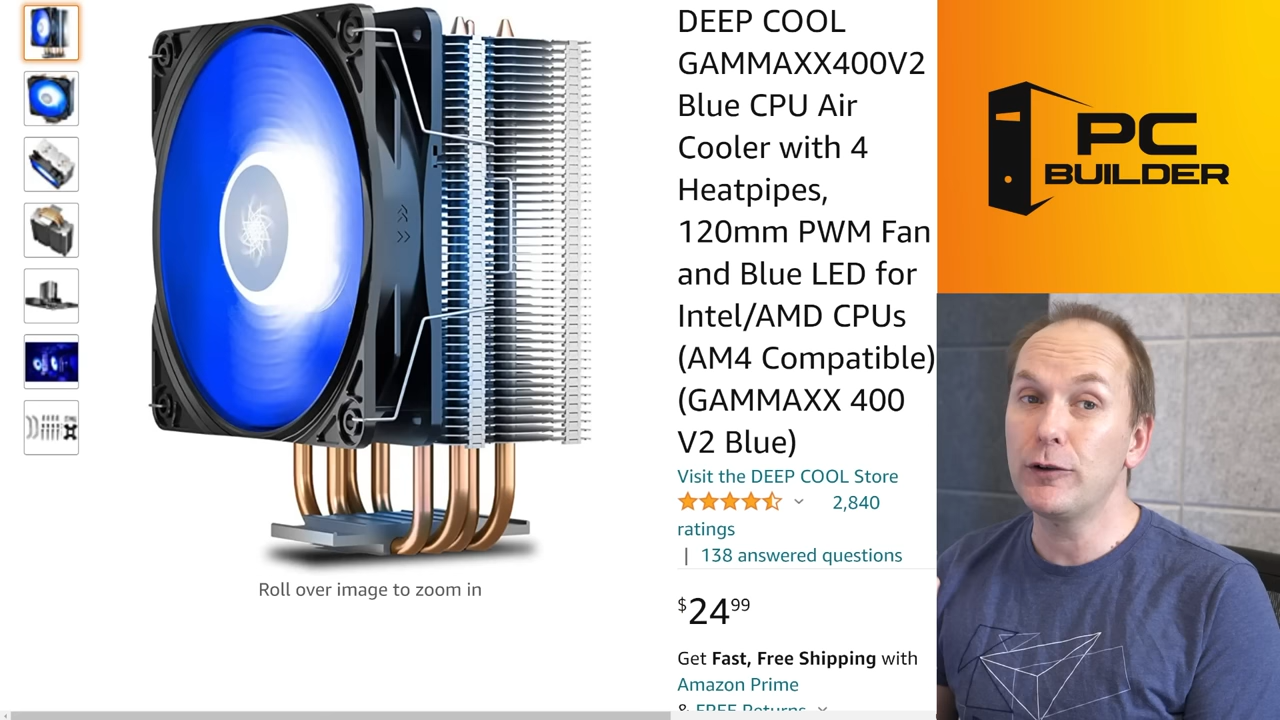 DEEP COOL
GAMMAXX400V2
Blue CPU Air
Cooler with 4
Heatpipes,
120mm PWM Fan
and Blue LED for
Intel/AMD CPUs
(AM4 Compatible)
(GAMMAXX 400
V2 Blue)
Visit the DEEP COOL Store
2,840
ratings
| 138 answered questions
$24.99
Get Fast, Free Shipping with
Amazon Prime
& FREE Returns
Roll over image to zoom in
PC
BUILDER